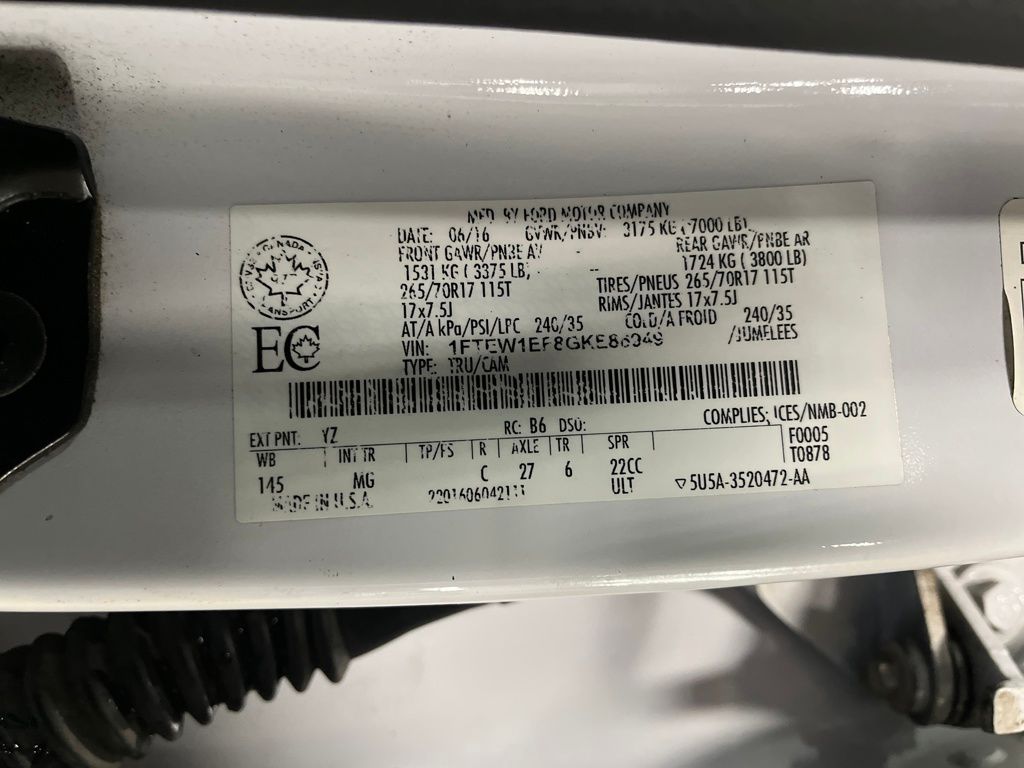 MFD. BY FORD MOTOR COMPANY
DATE: 06/16 GVWR/PNBV: 3175 KG (7000 LB)
FRONT GAWR/PNBE AV REAR GAWR/PNBE AR
1531 KG (3375 LB) 1724 KG (3800 LB)
265/70R17 115T TIRES/PNEUS 265/70R17 115T
17x7.5J RIMS/JANTES 17x7.5J
AT/A kPa/PSI/LPC 240/35 COLD/A FROID 240/35
VIN: /JUMELEES
TYPE: TRU/CAM
CANADA
TRANSPORT
EC
COMPLIES; ICES/NMB-002
EXT PNT: YZ RC: B6 DSO: F0005
WB INT TR TP/FS R AXLE TR SPR T0878
145 MG C 27 6 22CC
MADE IN U.S.A. 2201606042111 ULT ▽5U5A-3520472-AA